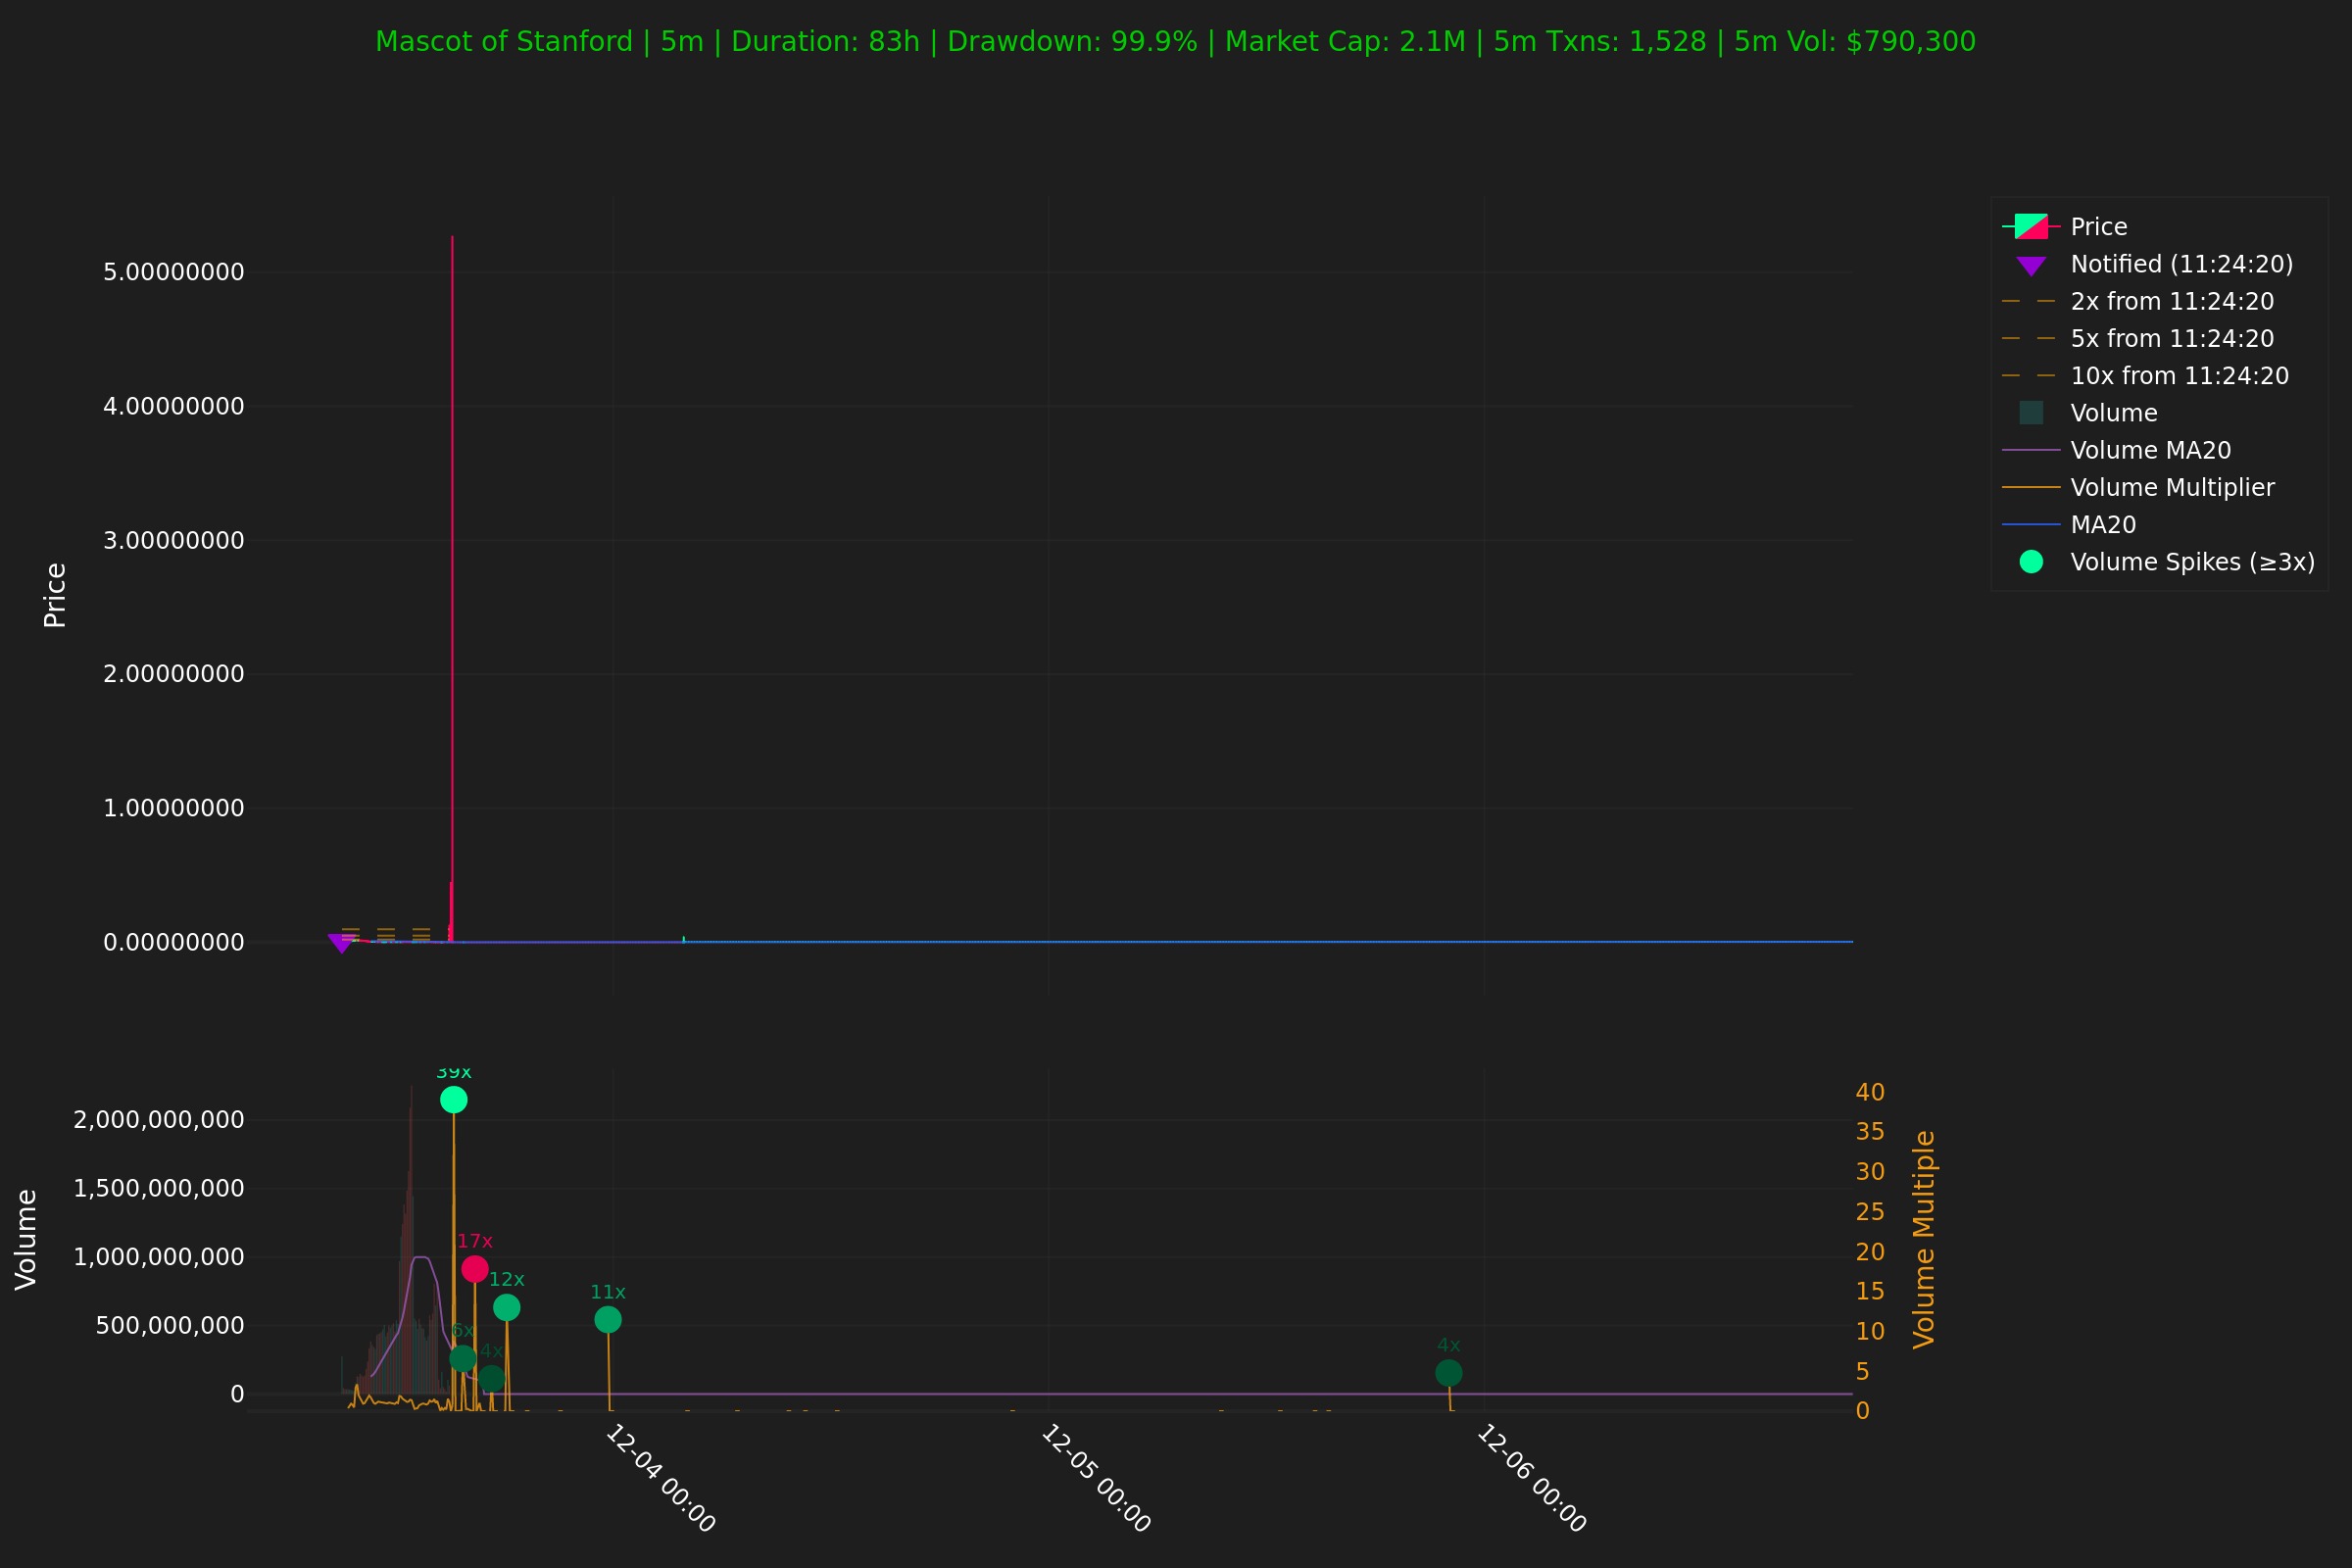 Mascot of Stanford | 5m | Duration: 83h | Drawdown: 99.9% | Market Cap: 2.1M | 5m Txns: 1,528 | 5m Vol: $790,300
Price
5.00000000
4.00000000
3.00000000
2.00000000
1.00000000
0.00000000
Price
Notified (11:24:20)
2x from 11:24:20
5x from 11:24:20
10x from 11:24:20
Volume
Volume MA20
Volume Multiplier
MA20
Volume Spikes (≥3x)
Volume
2,000,000,000
1,500,000,000
1,000,000,000
500,000,000
0
39x
17x
12x
11x
6x
4x
4x
40
35
30
25
20
15
10
5
0
Volume Multiple
12-04 00:00
12-05 00:00
12-06 00:00